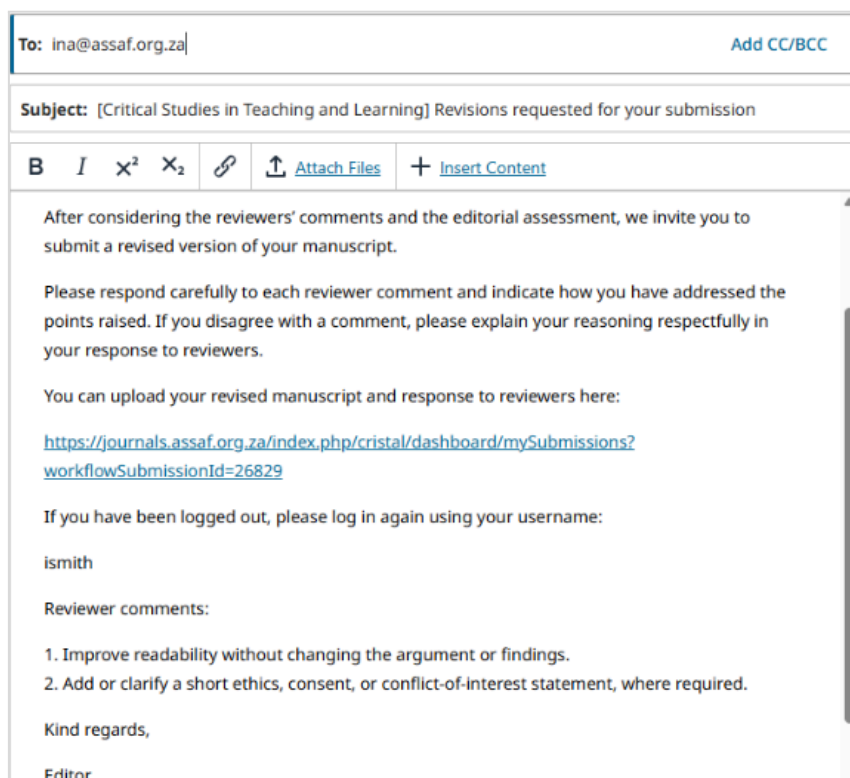 To: ina@assaf.org.za Add CC/BCC
Subject: [Critical Studies in Teaching and Learning] Revisions requested for your submission
B I x² x₂ Attach Files + Insert Content
After considering the reviewers' comments and the editorial assessment, we invite you to
submit a revised version of your manuscript.
Please respond carefully to each reviewer comment and indicate how you have addressed the
points raised. If you disagree with a comment, please explain your reasoning respectfully in
your response to reviewers.
You can upload your revised manuscript and response to reviewers here:
https://journals.assaf.org.za/index.php/cristal/dashboard/mySubmissions?
workflowSubmissionId=26829
If you have been logged out, please log in again using your username:
ismith
Reviewer comments:
1. Improve readability without changing the argument or findings.
2. Add or clarify a short ethics, consent, or conflict-of-interest statement, where required.
Kind regards,
Editor